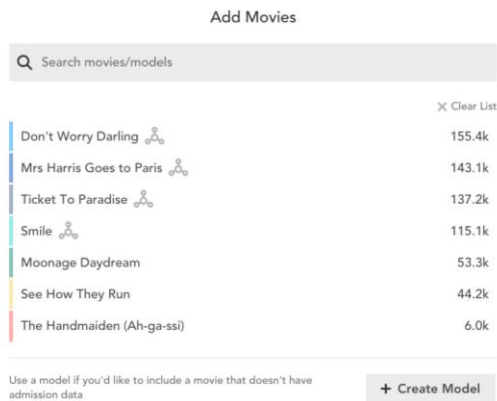 Add Movies
Search movies/models
Clear List
Don't Worry Darling 155.4k
Mrs Harris Goes to Paris 143.1k
Ticket To Paradise 137.2k
Smile 115.1k
Moonage Daydream 53.3k
See How They Run 44.2k
The Handmaiden (Ah-ga-ssi) 6.0k
Use a model if you'd like to include a movie that doesn't have
admission data
+ Create Model